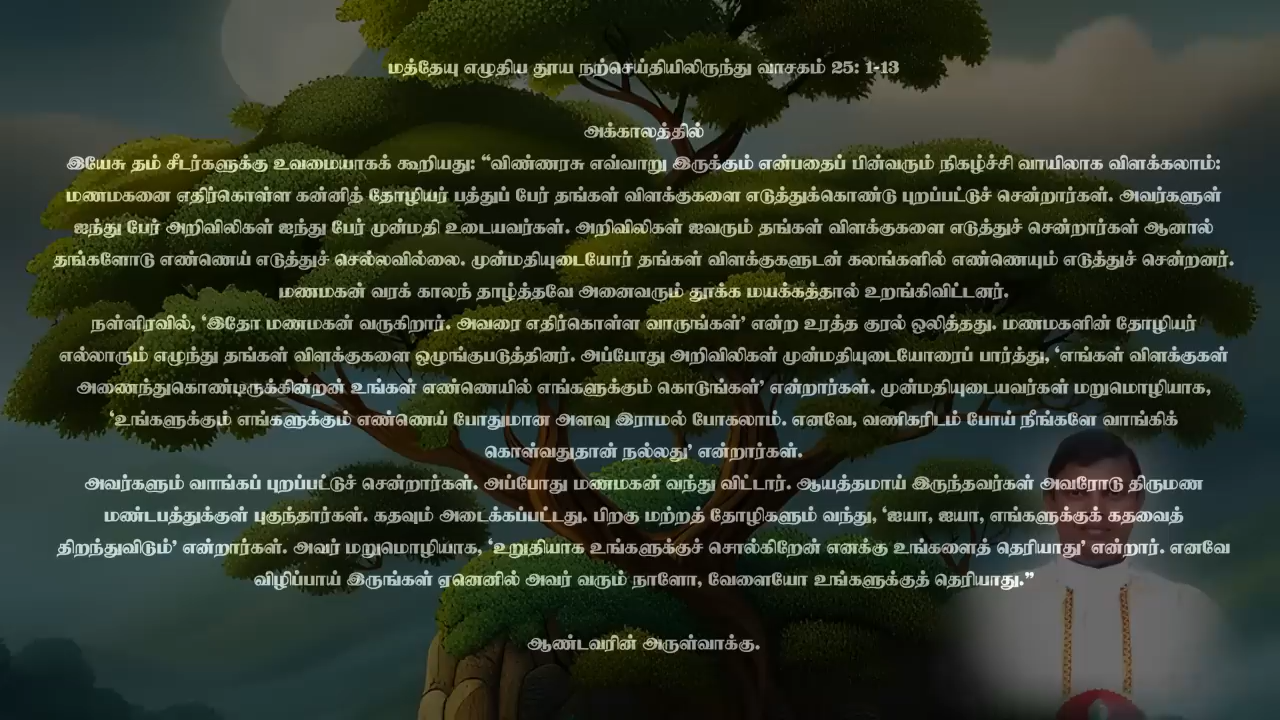 மத்தேயு எழுதிய தூய நற்செய்தியிலிருந்து வாசகம் 25: 1-13
அக்காலத்தில்
இயேசு தம் சீடர்களுக்கு உவமையாகக் கூறியது: “விண்ணரசு எவ்வாறு இருக்கும் என்பதைப் பின்வரும் நிகழ்ச்சி வாயிலாக விளக்கலாம்:
மணமகனை எதிர்கொள்ள கன்னித் தோழியர் பத்துப் பேர் தங்கள் விளக்குகளை எடுத்துக்கொண்டு புறப்பட்டுச் சென்றார்கள். அவர்களுள்
ஐந்து பேர் அறிவிலிகள் ஐந்து பேர் முன்மதி உடையவர்கள். அறிவிலிகள் ஐவரும் தங்கள் விளக்குகளை எடுத்துச் சென்றார்கள் ஆனால்
தங்களோடு எண்ணெய் எடுத்துச் செல்லவில்லை. முன்மதியுடையோர் தங்கள் விளக்குகளுடன் கலங்களில் எண்ணெயும் எடுத்துச் சென்றனர்.
மணமகன் வரக் காலந் தாழ்த்தவே அனைவரும் தூக்க மயக்கத்தால் உறங்கிவிட்டனர்.
நள்ளிரவில், ‘இதோ மணமகன் வருகிறார். அவரை எதிர்கொள்ள வாருங்கள்’ என்ற உரத்த குரல் ஒலித்தது. மணமகளின் தோழியர்
எல்லாரும் எழுந்து தங்கள் விளக்குகளை ஒழுங்குபடுத்தினர். அப்போது அறிவிலிகள் முன்மதியுடையோரைப் பார்த்து, ‘எங்கள் விளக்குகள்
அணைந்துகொண்டிருக்கின்றன் உங்கள் எண்ணெயில் எங்களுக்கும் கொடுங்கள்’ என்றார்கள். முன்மதியுடையவர்கள் மறுமொழியாக,
‘உங்களுக்கும் எங்களுக்கும் எண்ணெய் போதுமான அளவு இராமல் போகலாம். எனவே, வணிகரிடம் போய் நீங்களே வாங்கிக்
கொள்வதுதான் நல்லது’ என்றார்கள்.
அவர்களும் வாங்கப் புறப்பட்டுச் சென்றார்கள். அப்போது மணமகன் வந்து விட்டார். ஆயத்தமாய் இருந்தவர்கள் அவரோடு திருமண
மண்டபத்துக்குள் புகுந்தார்கள். கதவும் அடைக்கப்பட்டது. பிறகு மற்றத் தோழிகளும் வந்து, ‘ஐயா, ஐயா, எங்களுக்குக் கதவைத்
திறந்துவிடும்’ என்றார்கள். அவர் மறுமொழியாக, ‘உறுதியாக உங்களுக்குச் சொல்கிறேன் எனக்கு உங்களைத் தெரியாது’ என்றார். எனவே
விழிப்பாய் இருங்கள் ஏனெனில் அவர் வரும் நாளோ, வேளையோ உங்களுக்குத் தெரியாது.”
ஆண்டவரின் அருள்வாக்கு.